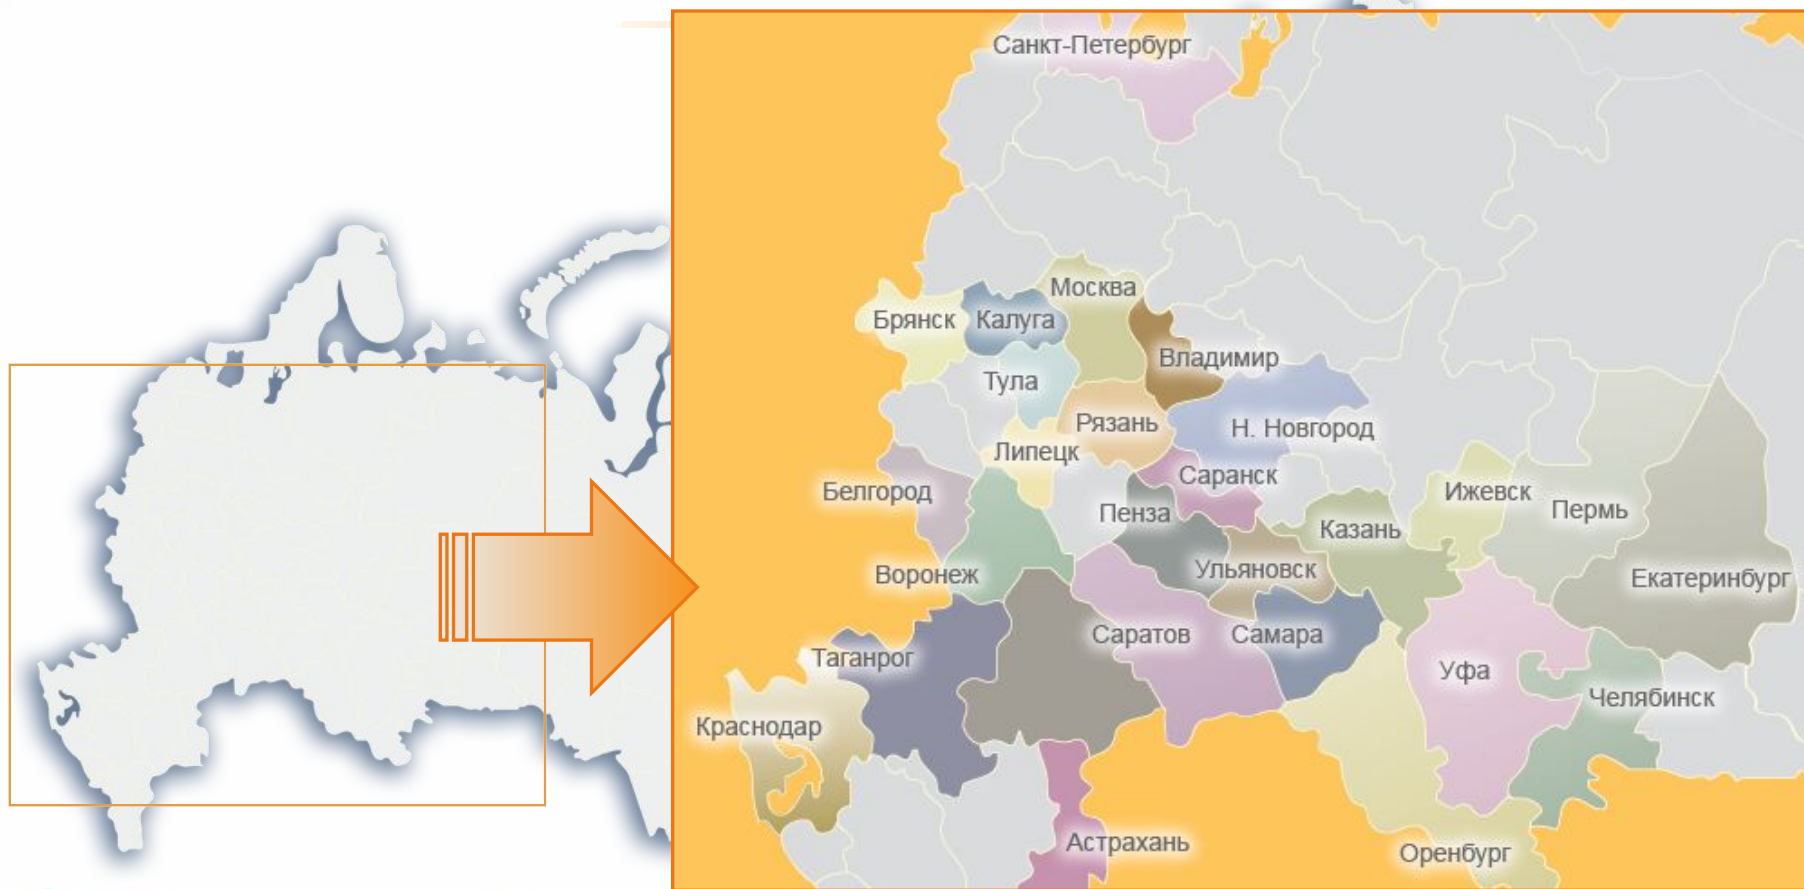 Санкт-Петербург
Москва
Брянск
Калуга
Владимир
Тула
Рязань
Н. Новгород
Липецк
Саранск
Белгород
Ижевск
Пенза
Пермь
Казань
Воронеж
Ульяновск
Екатеринбург
Саратов
Самара
Таганрог
Уфа
Челябинск
Краснодар
Астрахань
Оренбург